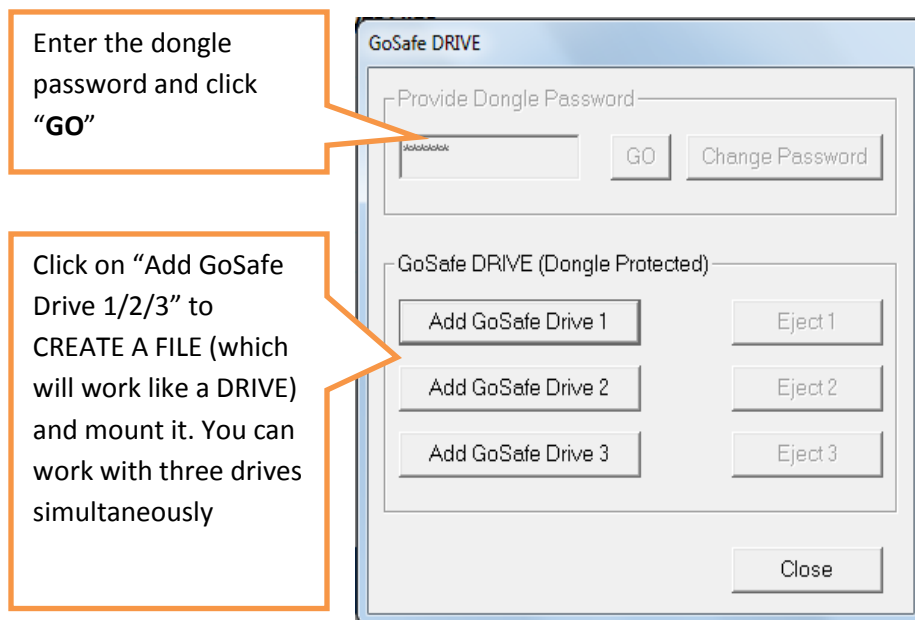 Enter the dongle
password and click
“GO”
Click on “Add GoSafe
Drive 1/2/3” to
CREATE A FILE (which
will work like a DRIVE)
and mount it. You can
work with three drives
simultaneously
GoSafe DRIVE
Provide Dongle Password
******
GO
Change Password
GoSafe DRIVE (Dongle Protected)
Add GoSafe Drive 1
Eject 1
Add GoSafe Drive 2
Eject 2
Add GoSafe Drive 3
Eject 3
Close